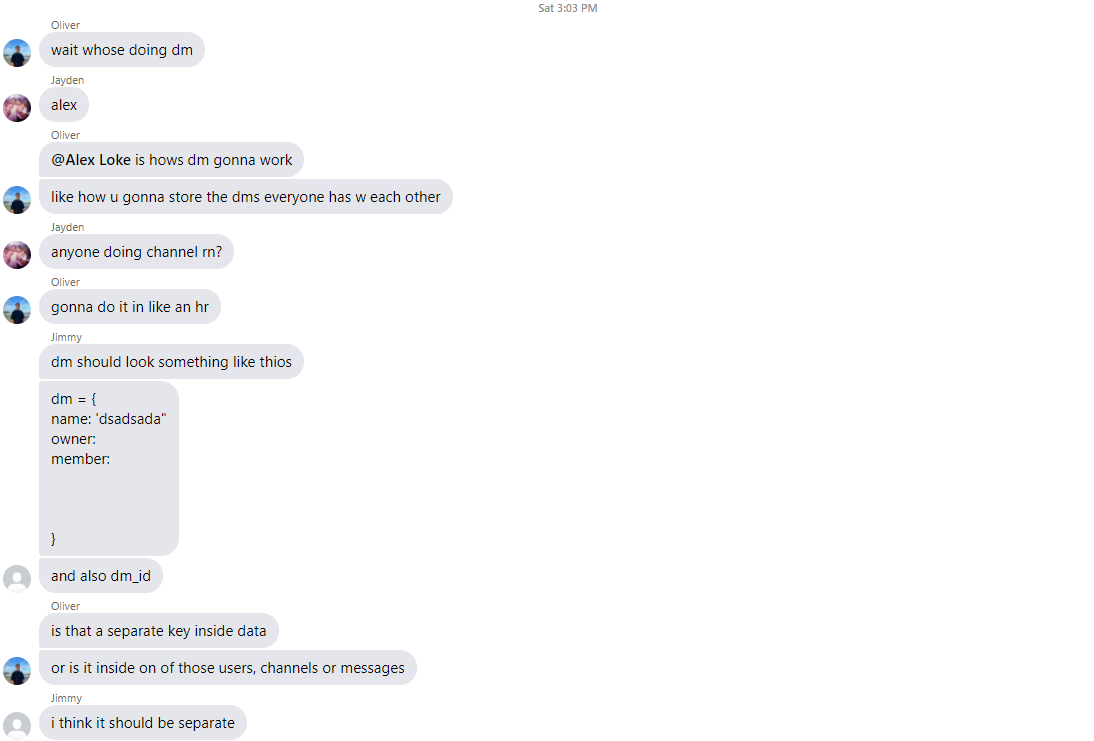 Sat 3:03 PM
Oliver
wait whose doing dm
Jayden
alex
Oliver
@Alex Loke is hows dm gonna work
like how u gonna store the dms everyone has w each other
Jayden
anyone doing channel rn?
Oliver
gonna do it in like an hr
Jimmy
dm should look something like thios
dm = {
name: 'dsadsada"
owner:
member:
}
and also dm_id
Oliver
is that a separate key inside data
or is it inside on of those users, channels or messages
Jimmy
i think it should be separate